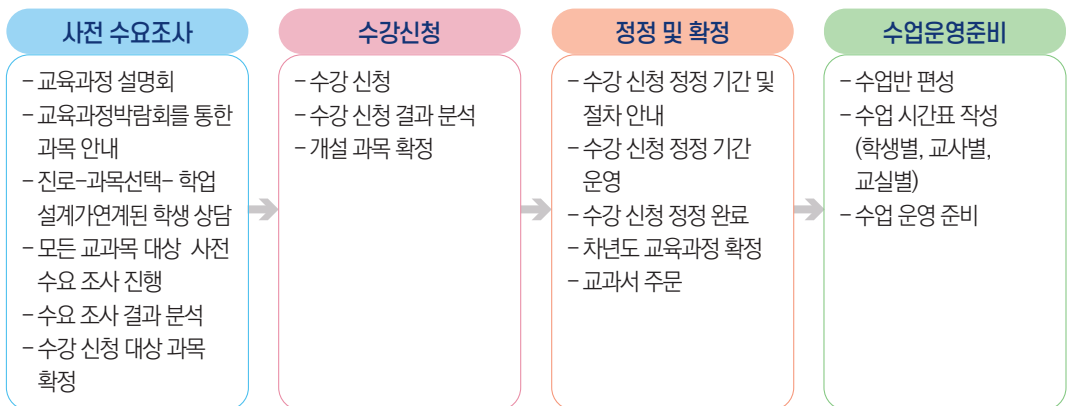 사전 수요조사
- 교육과정 설명회
- 교육과정박람회를 통한
과목 안내
- 진로-과목선택- 학업
설계가연계된 학생 상담
- 모든 교과목 대상 사전
수요 조사 진행
- 수요 조사 결과 분석
- 수강 신청 대상 과목
확정
수강신청
- 수강 신청
- 수강 신청 결과 분석
- 개설 과목 확정
정정 및 확정
- 수강 신청 정정 기간 및
절차 안내
- 수강 신청 정정 기간
운영
- 수강 신청 정정 완료
- 차년도 교육과정 확정
- 교과서 주문
수업운영준비
- 수업반 편성
- 수업 시간표 작성
(학생별, 교사별,
교실별)
- 수업 운영 준비